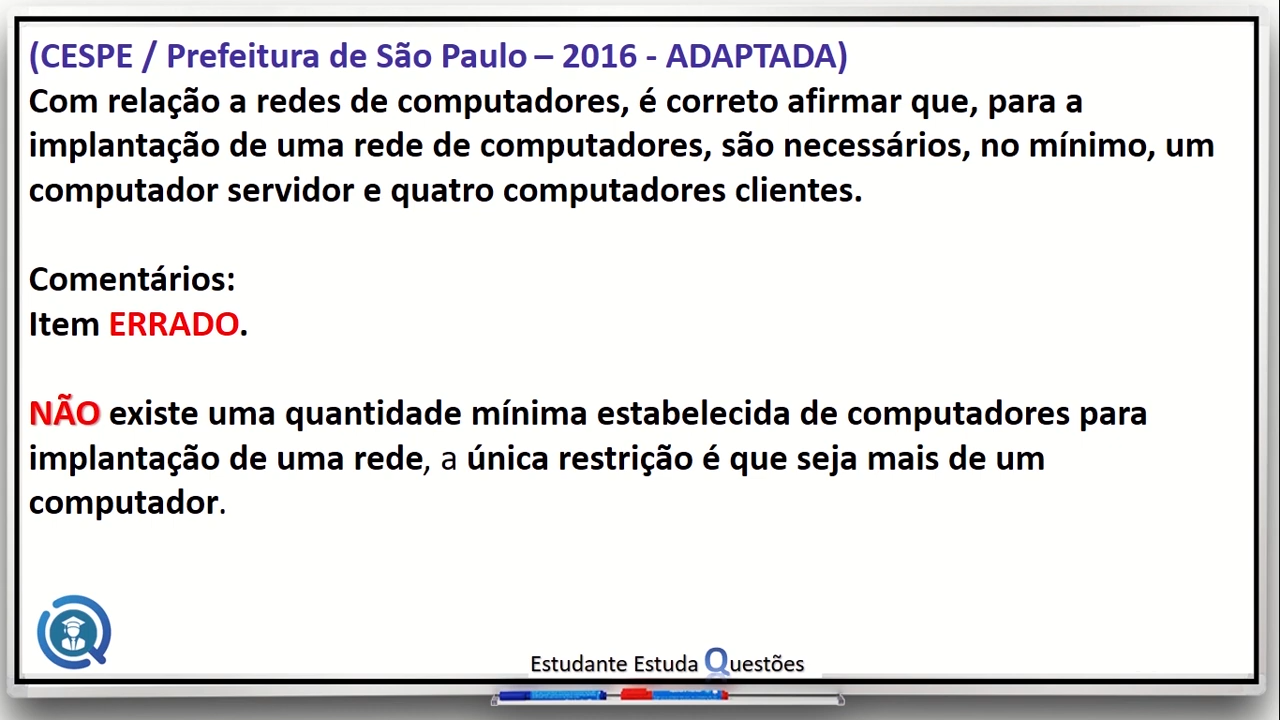 (CESPE / Prefeitura de São Paulo – 2016 - ADAPTADA)
Com relação a redes de computadores, é correto afirmar que, para a
implantação de uma rede de computadores, são necessários, no mínimo, um
computador servidor e quatro computadores clientes.
Comentários:
Item ERRADO.
NÃO existe uma quantidade mínima estabelecida de computadores para
implantação de uma rede, a única restrição é que seja mais de um
computador.
Estudante Estuda Questões